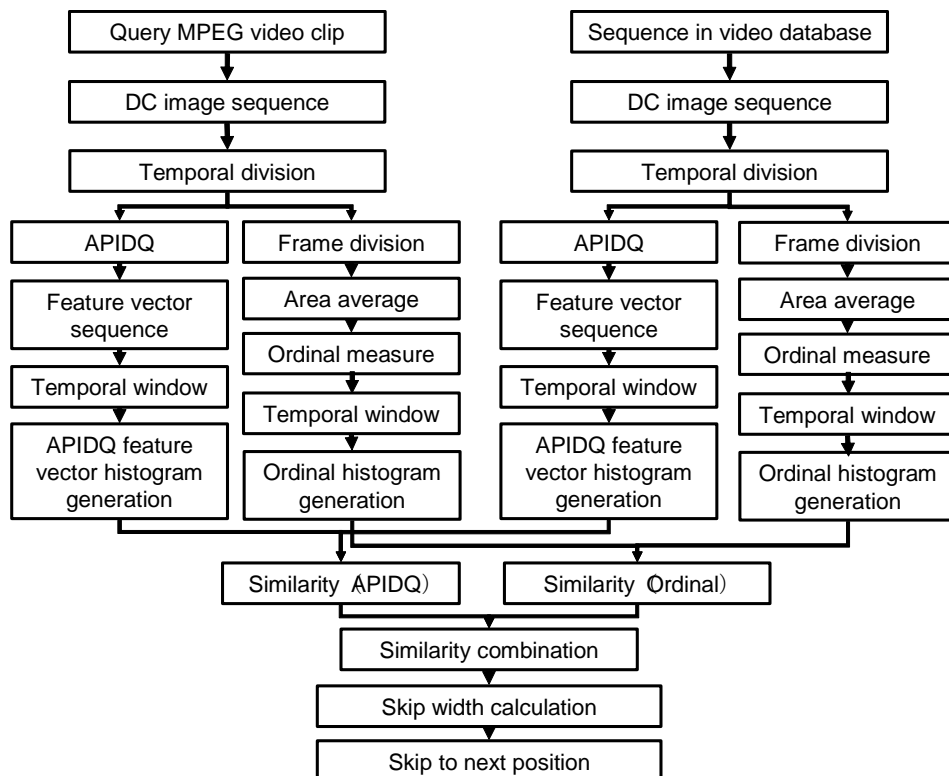 Query MPEG video clip
Sequence in video database
DC image sequence
DC image sequence
Temporal division
Temporal division
APIDQ
Frame division
APIDQ
Frame division
Feature vector
sequence
Area average
Feature vector
sequence
Area average
Ordinal measure
Ordinal measure
Temporal window
Temporal window
Temporal window
Temporal window
APIDQ feature
vector histogram
generation
Ordinal histogram
generation
APIDQ feature
vector histogram
generation
Ordinal histogram
generation
Similarity (APIDQ)
Similarity (Ordinal)
Similarity combination
Skip width calculation
Skip to next position